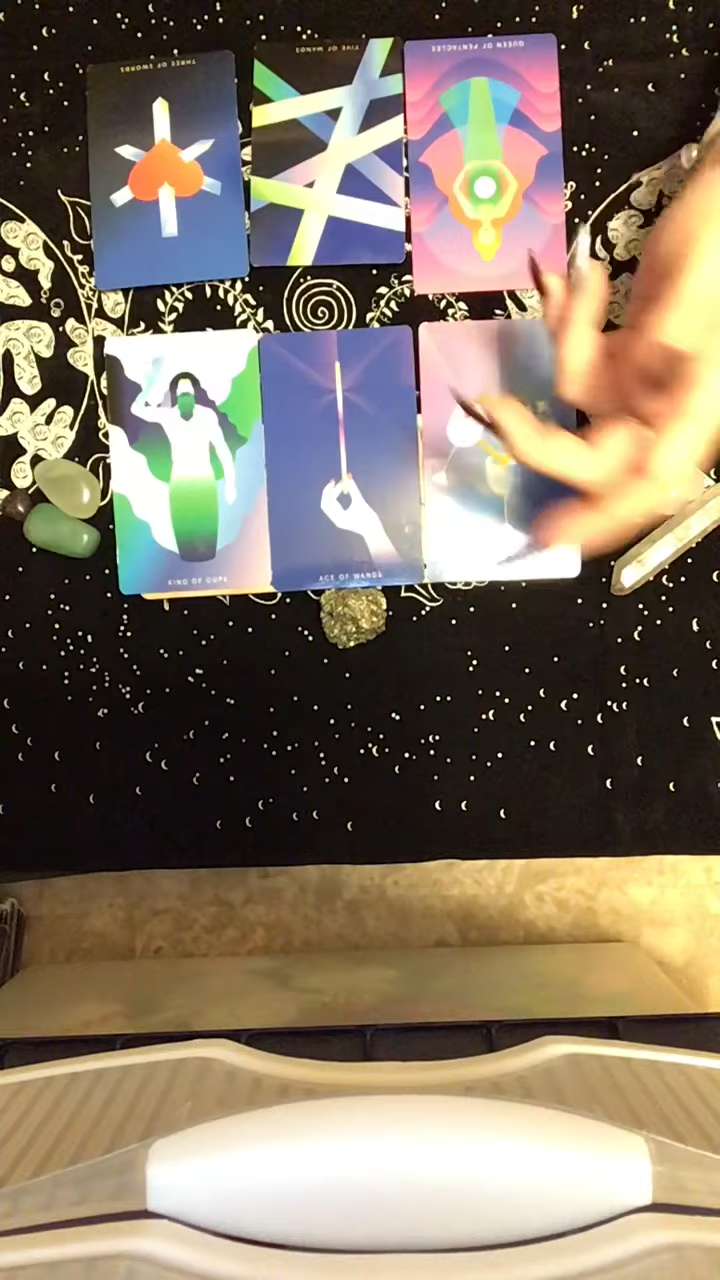 THREE OF SWORDS
FIVE OF WANDS
QUEEN OF PENTACLES
KING OF CUPS
ACE OF WANDS